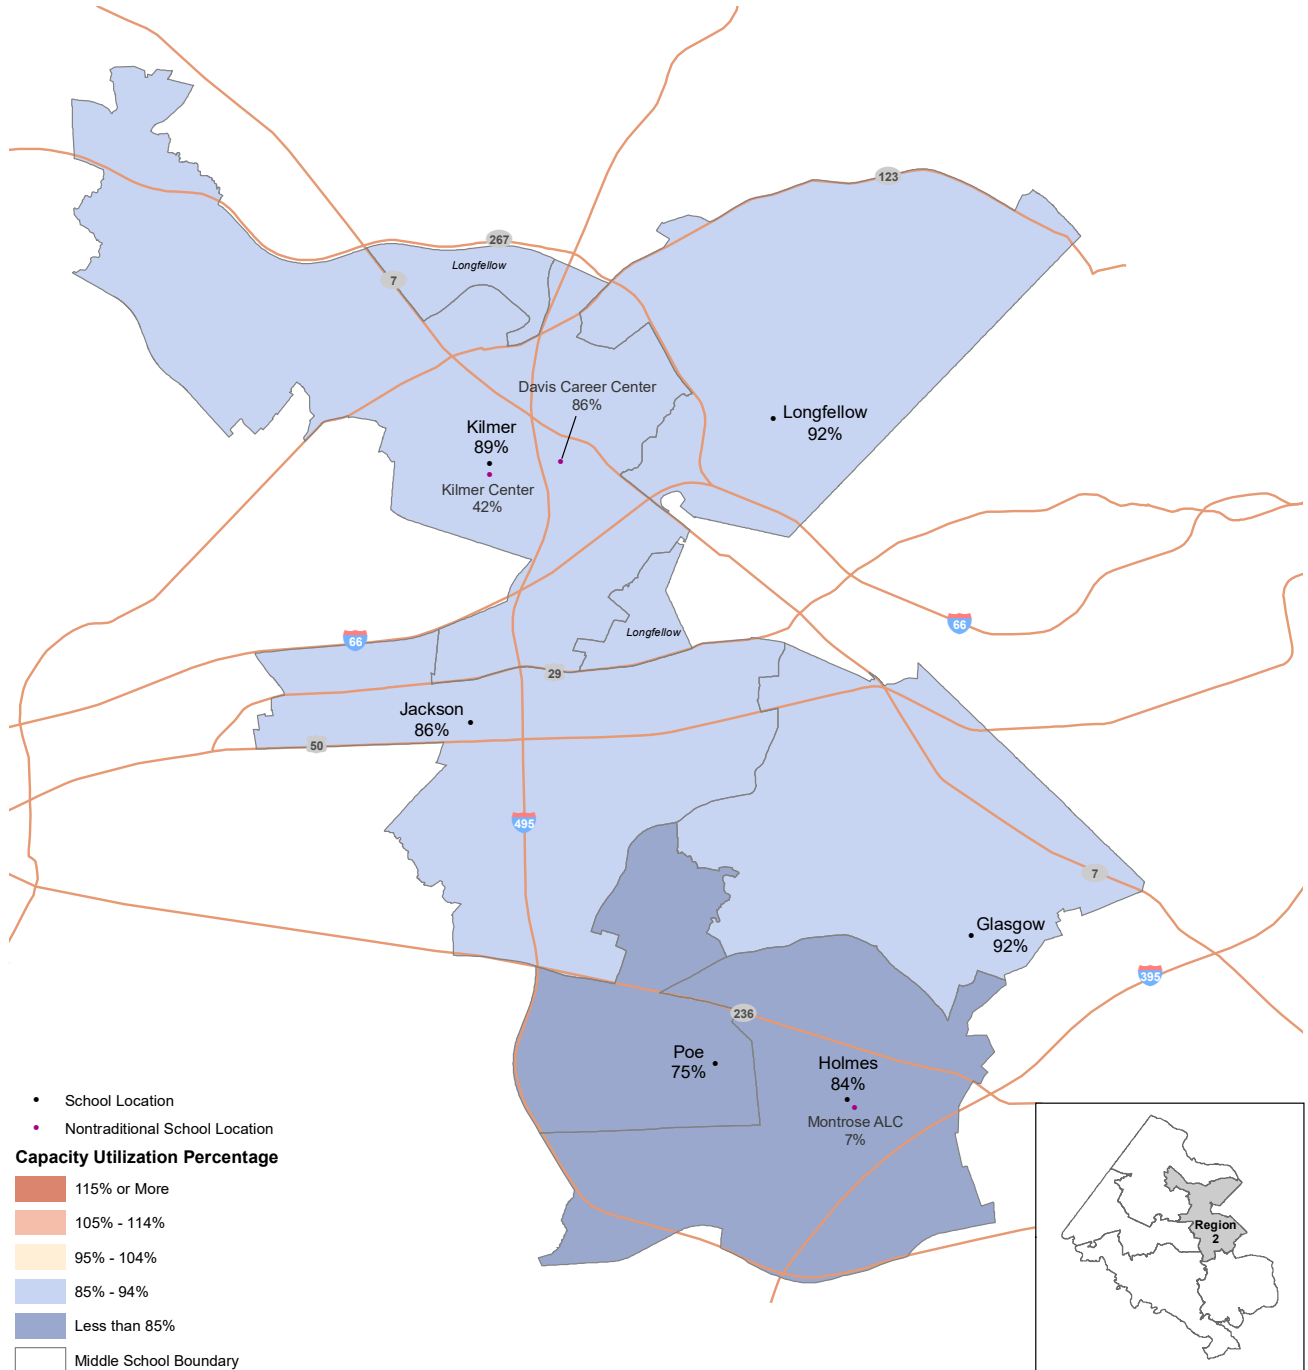 123
267
Longfellow
7
Davis Career Center
86%
Longfellow
92%
Kilmer
89%
Kilmer Center
42%
66
66
Longfellow
29
Jackson
86%
50
495
7
Glasgow
92%
395
236
Poe
75%
Holmes
84%
Montrose ALC
7%
School Location
Nontraditional School Location
Capacity Utilization Percentage
115% or More
105% - 114%
95% - 104%
85% - 94%
Less than 85%
Middle School Boundary
Region
2